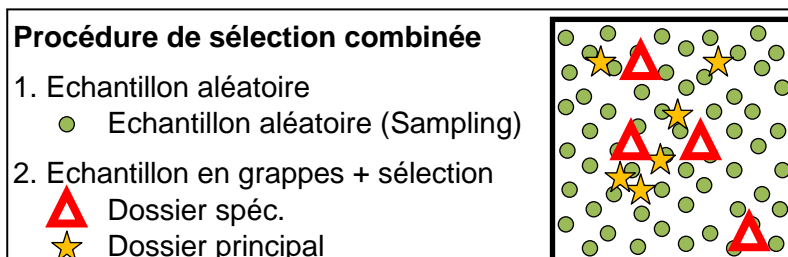 Procédure de sélection combinée
1. Echantillon aléatoire
Echantillon aléatoire (Sampling)
2. Echantillon en grappes + sélection
Dossier spéc.
Dossier principal